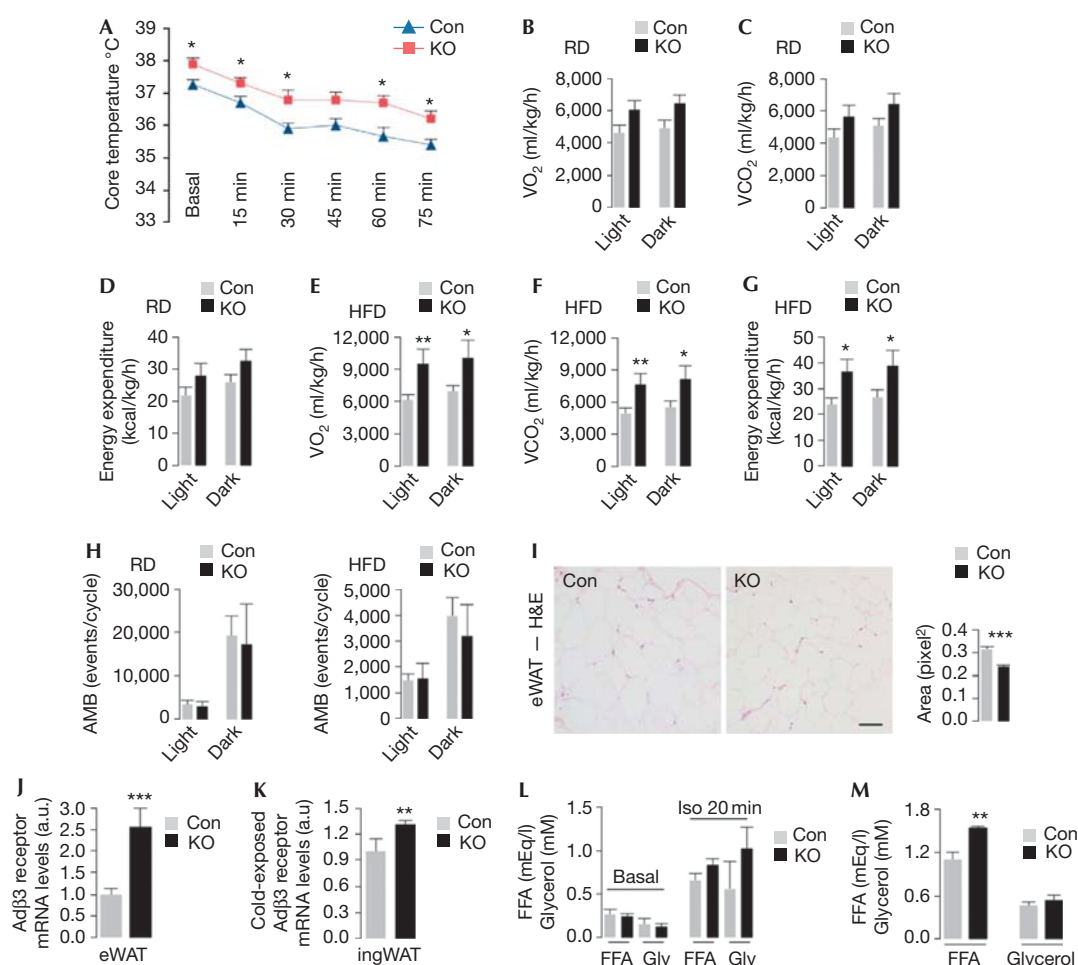 A
Con
KO
Core temperature °C
39
38
37
36
35
34
33
* * * * *
Basal
15 min
30 min
45 min
60 min
75 min
B
RD
Con
KO
VO2 (ml/kg/h)
8,000
6,000
4,000
2,000
0
Light
Dark
C
RD
Con
KO
VCO2 (ml/kg/h)
8,000
6,000
4,000
2,000
0
Light
Dark
D
RD
Con
KO
Energy expenditure
(kcal/kg/h)
40
30
20
10
0
Light
Dark
E
HFD
Con
KO
VO2 (ml/kg/h)
12,000
9,000
6,000
3,000
0
** *
Light
Dark
F
HFD
Con
KO
VCO2 (ml/kg/h)
12,000
9,000
6,000
3,000
0
** *
Light
Dark
G
HFD
Con
KO
Energy expenditure
(kcal/kg/h)
50
40
30
20
10
0
* *
Light
Dark
H
RD
Con
KO
AMB (events/cycle)
30,000
20,000
10,000
0
Light
Dark
HFD
Con
KO
AMB (events/cycle)
5,000
4,000
3,000
2,000
1,000
0
Light
Dark
I
eWAT – H&E
Con
KO
Con
KO
Area (pixel²)
0.4
0.3
0.2
0.1
0.0
***
J
Adβ3 receptor
mRNA levels (a.u.)
3.0
2.5
2.0
1.5
1.0
0.5
0.0
***
Con
KO
eWAT
K
Cold-exposed
Adβ3 receptor
mRNA levels (a.u)
1.5
1.2
0.9
0.6
0.3
0.0
**
Con
KO
ingWAT
L
FFA (mEq/l)
Glycerol (mM)
1.5
1.0
0.5
0.0
Basal
Iso 20 min
Con
KO
FFA Gly FFA Gly
M
FFA (mEq/l)
Glycerol (mM)
1.8
1.2
0.6
0.0
**
Con
KO
FFA
Glycerol